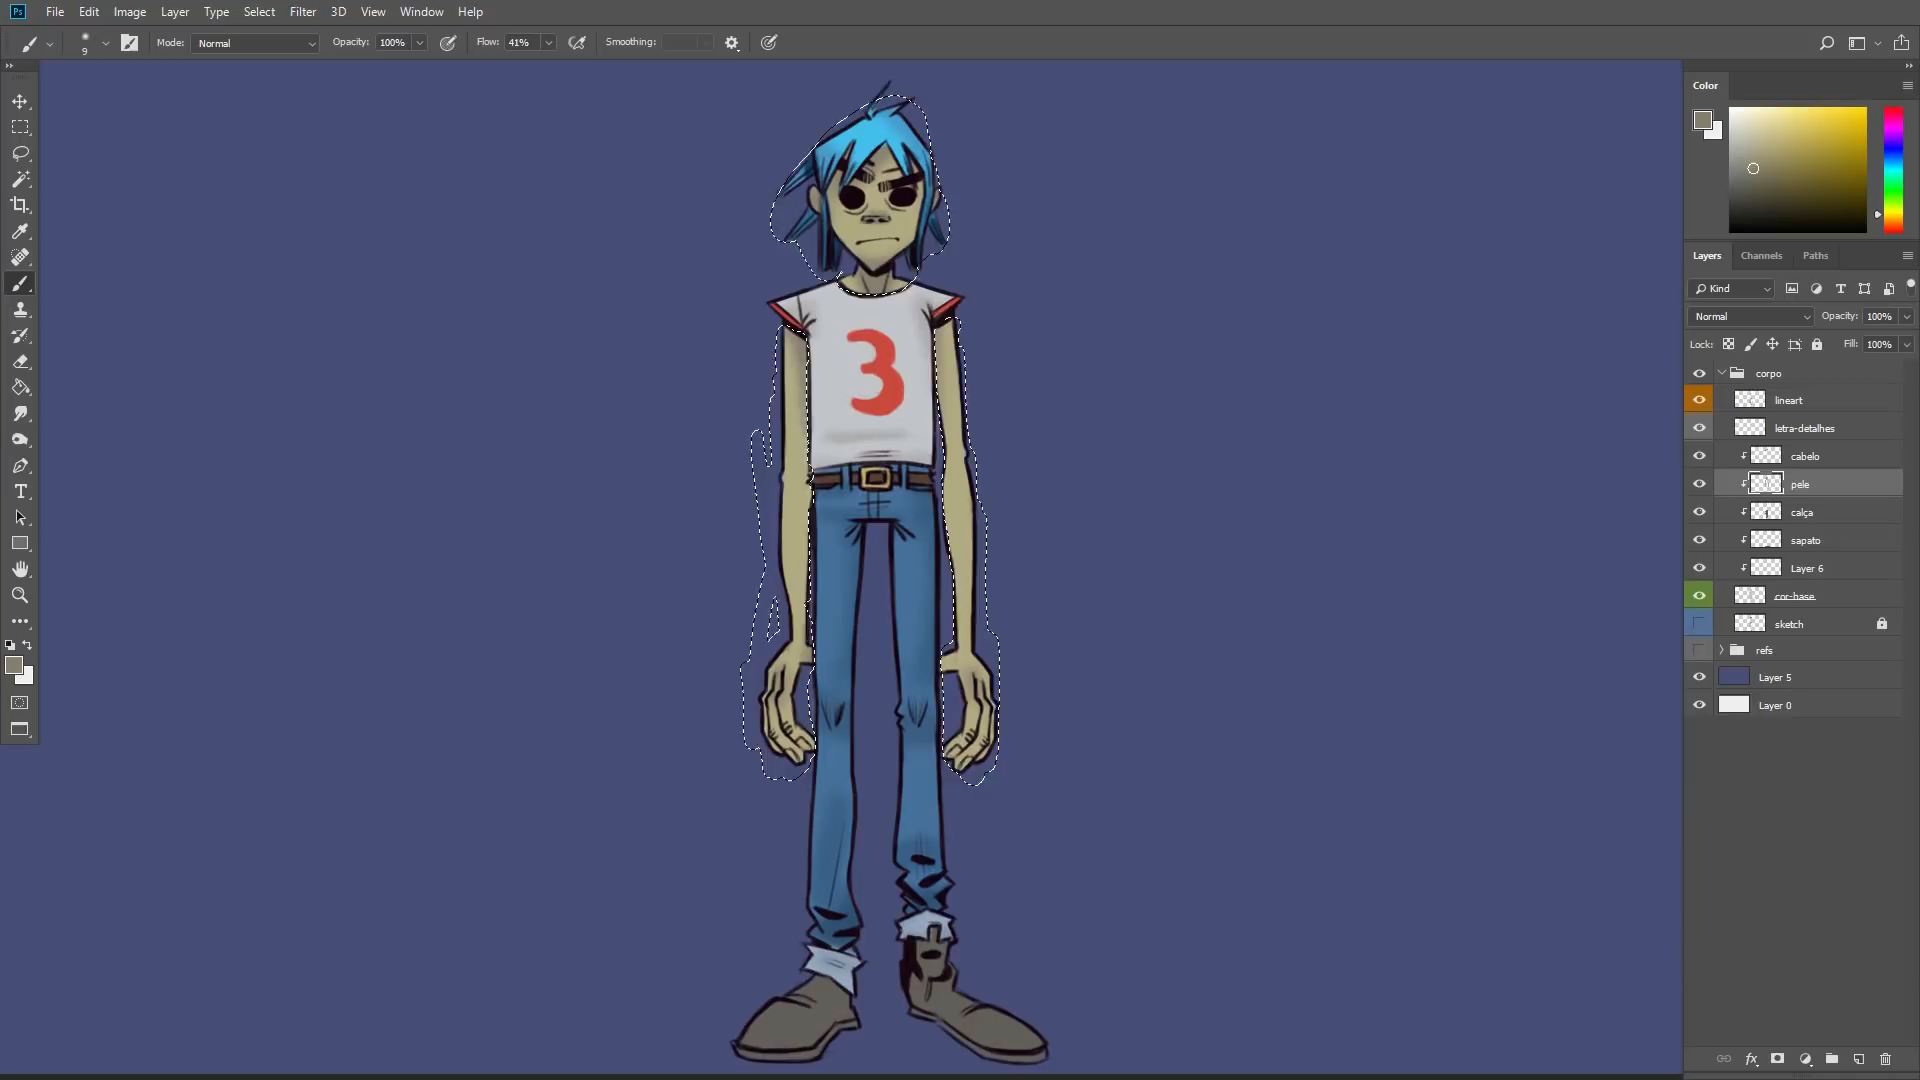 Ps File Edit Image Layer Type Select Filter 3D View Window Help
9 Mode: Normal Opacity: 100% Flow: 41% Smoothing:
Color
Layers Channels Paths
Kind
Normal Opacity: 100%
Lock: Fill: 100%
corpo
lineart
letra-detalhes
cabelo
pele
calça
sapato
Layer 6
cor-base
sketch
refs
Layer 5
Layer 0
3